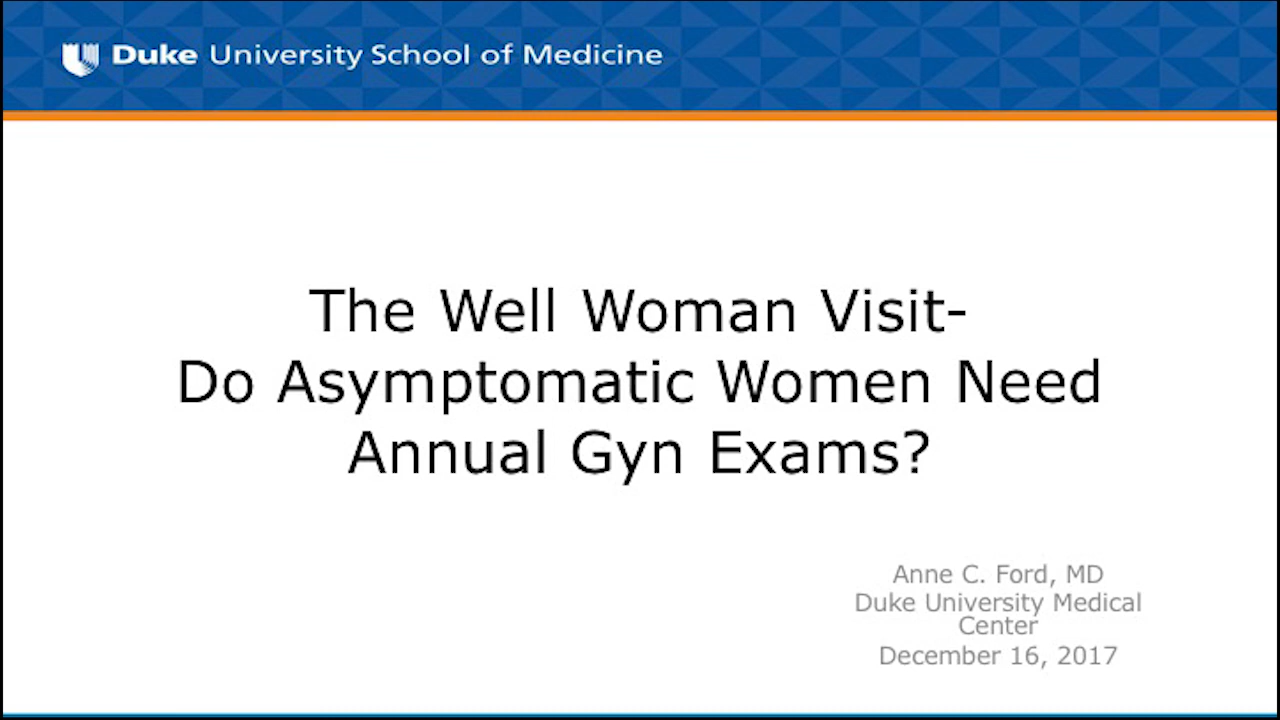 Duke University School of Medicine
The Well Woman Visit-
Do Asymptomatic Women Need
Annual Gyn Exams?
Anne C. Ford, MD
Duke University Medical
Center
December 16, 2017